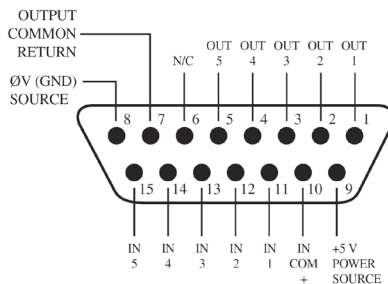 OUTPUT
COMMON
RETURN
ØV (GND)
SOURCE
N/C
OUT
5
OUT
4
OUT
3
OUT
2
OUT
1
8 7 6 5 4 3 2 1
15 14 13 12 11 10 9
IN
5
IN
4
IN
3
IN
2
IN
1
IN
COM
+
+5 V
POWER
SOURCE